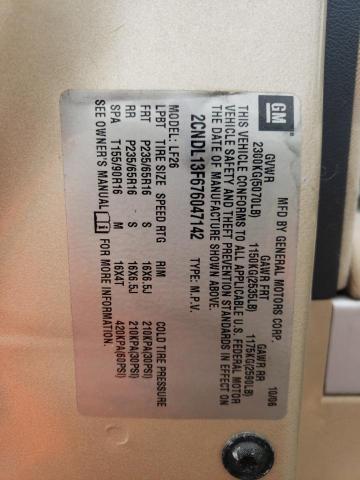 GM
MFD BY GENERAL MOTORS CORP. 10/06
GVWR GAWR FRT GAWR RR
2300KG(5070LB) 1150KG(2535LB) 1175KG(2590LB)
THIS VEHICLE CONFORMS TO ALL APPLICABLE U.S. FEDERAL MOTOR
VEHICLE SAFETY AND THEFT PREVENTION STANDARDS IN EFFECT ON
THE DATE OF MANUFACTURE SHOWN ABOVE.
2CNDL13F676047142 TYPE: M.P.V.
MODEL: LF26
LPBT TIRE SIZE SPEED RTG RIM COLD TIRE PRESSURE
FRT P235/65R16 S 16X6.5J 210KPA(30PSI)
RR P235/65R16 S 16X6.5J 210KPA(30PSI)
SPA T155/90R16 M 16X4T 420KPA(60PSI)
SEE OWNER'S MANUAL FOR MORE INFORMATION.